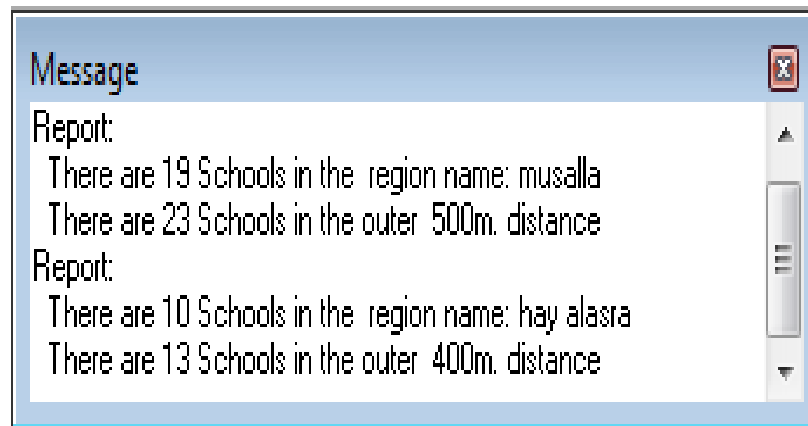 Message
Report:
There are 19 Schools in the region name: musalla
There are 23 Schools in the outer 500m. distance
Report:
There are 10 Schools in the region name: hay alasra
There are 13 Schools in the outer 400m. distance